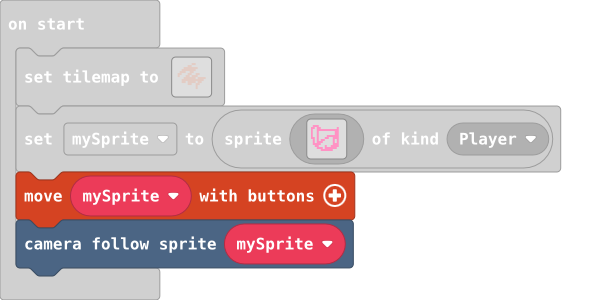 on start
set tilemap to
set mySprite to sprite of kind Player
move mySprite with buttons
camera follow sprite mySprite